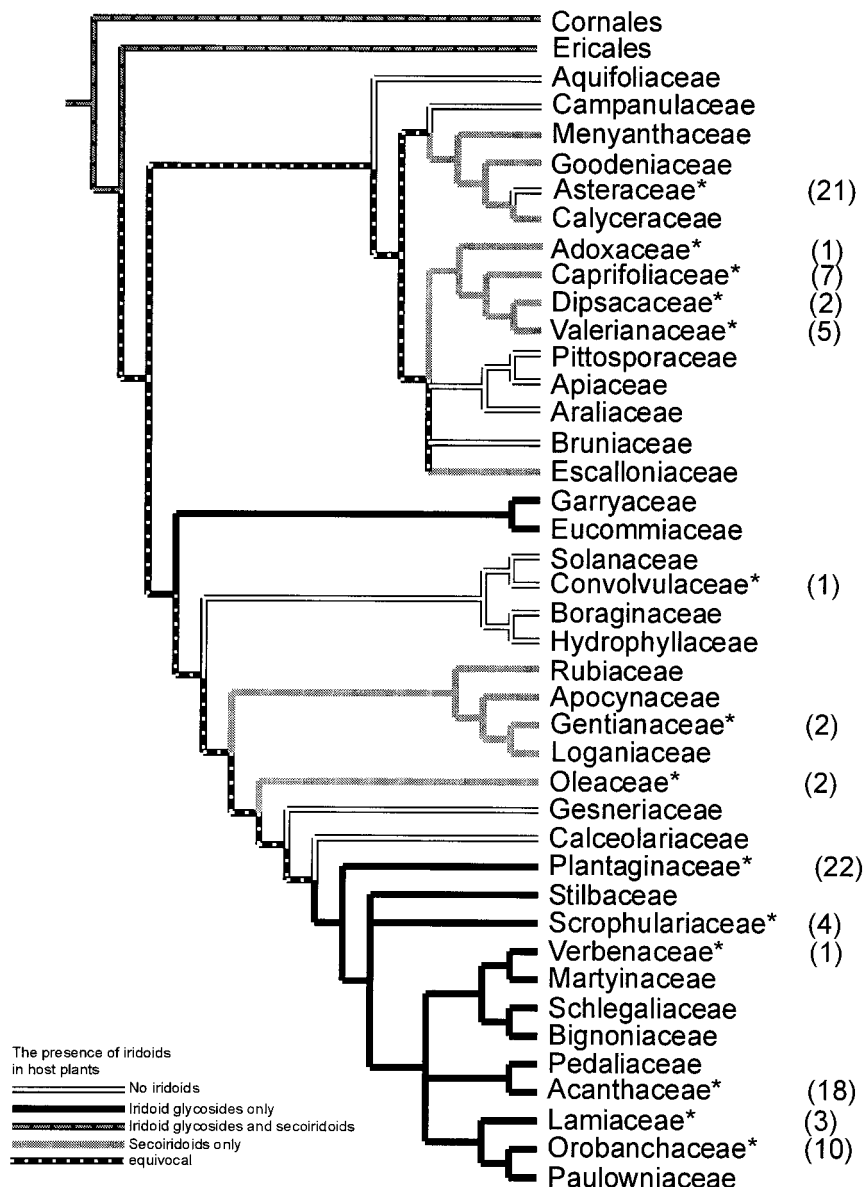 Cornales
Ericales
Aquifoliaceae
Campanulaceae
Menyanthaceae
Goodeniaceae
Asteraceae* (21)
Calyceraceae
Adoxaceae* (1)
Caprifoliaceae* (7)
Dipsacaceae* (2)
Valerianaceae* (5)
Pittosporaceae
Apiaceae
Araliaceae
Bruniaceae
Escalloniaceae
Garryaceae
Eucommiaceae
Solanaceae
Convolvulaceae* (1)
Boraginaceae
Hydrophyllaceae
Rubiaceae
Apocynaceae
Gentianaceae* (2)
Loganiaceae
Oleaceae* (2)
Gesneriaceae
Calceolariaceae
Plantaginaceae* (22)
Stilbaceae
Scrophulariaceae* (4)
Verbenaceae* (1)
Martyinaceae
Schlegaliaceae
Bignoniaceae
Pedaliaceae
Acanthaceae* (18)
Lamiaceae* (3)
Orobanchaceae* (10)
Paulowniaceae
The presence of iridoids
in host plants
No iridoids
Iridoid glycosides only
Iridoid glycosides and secoiridoids
Secoiridoids only
equivocal